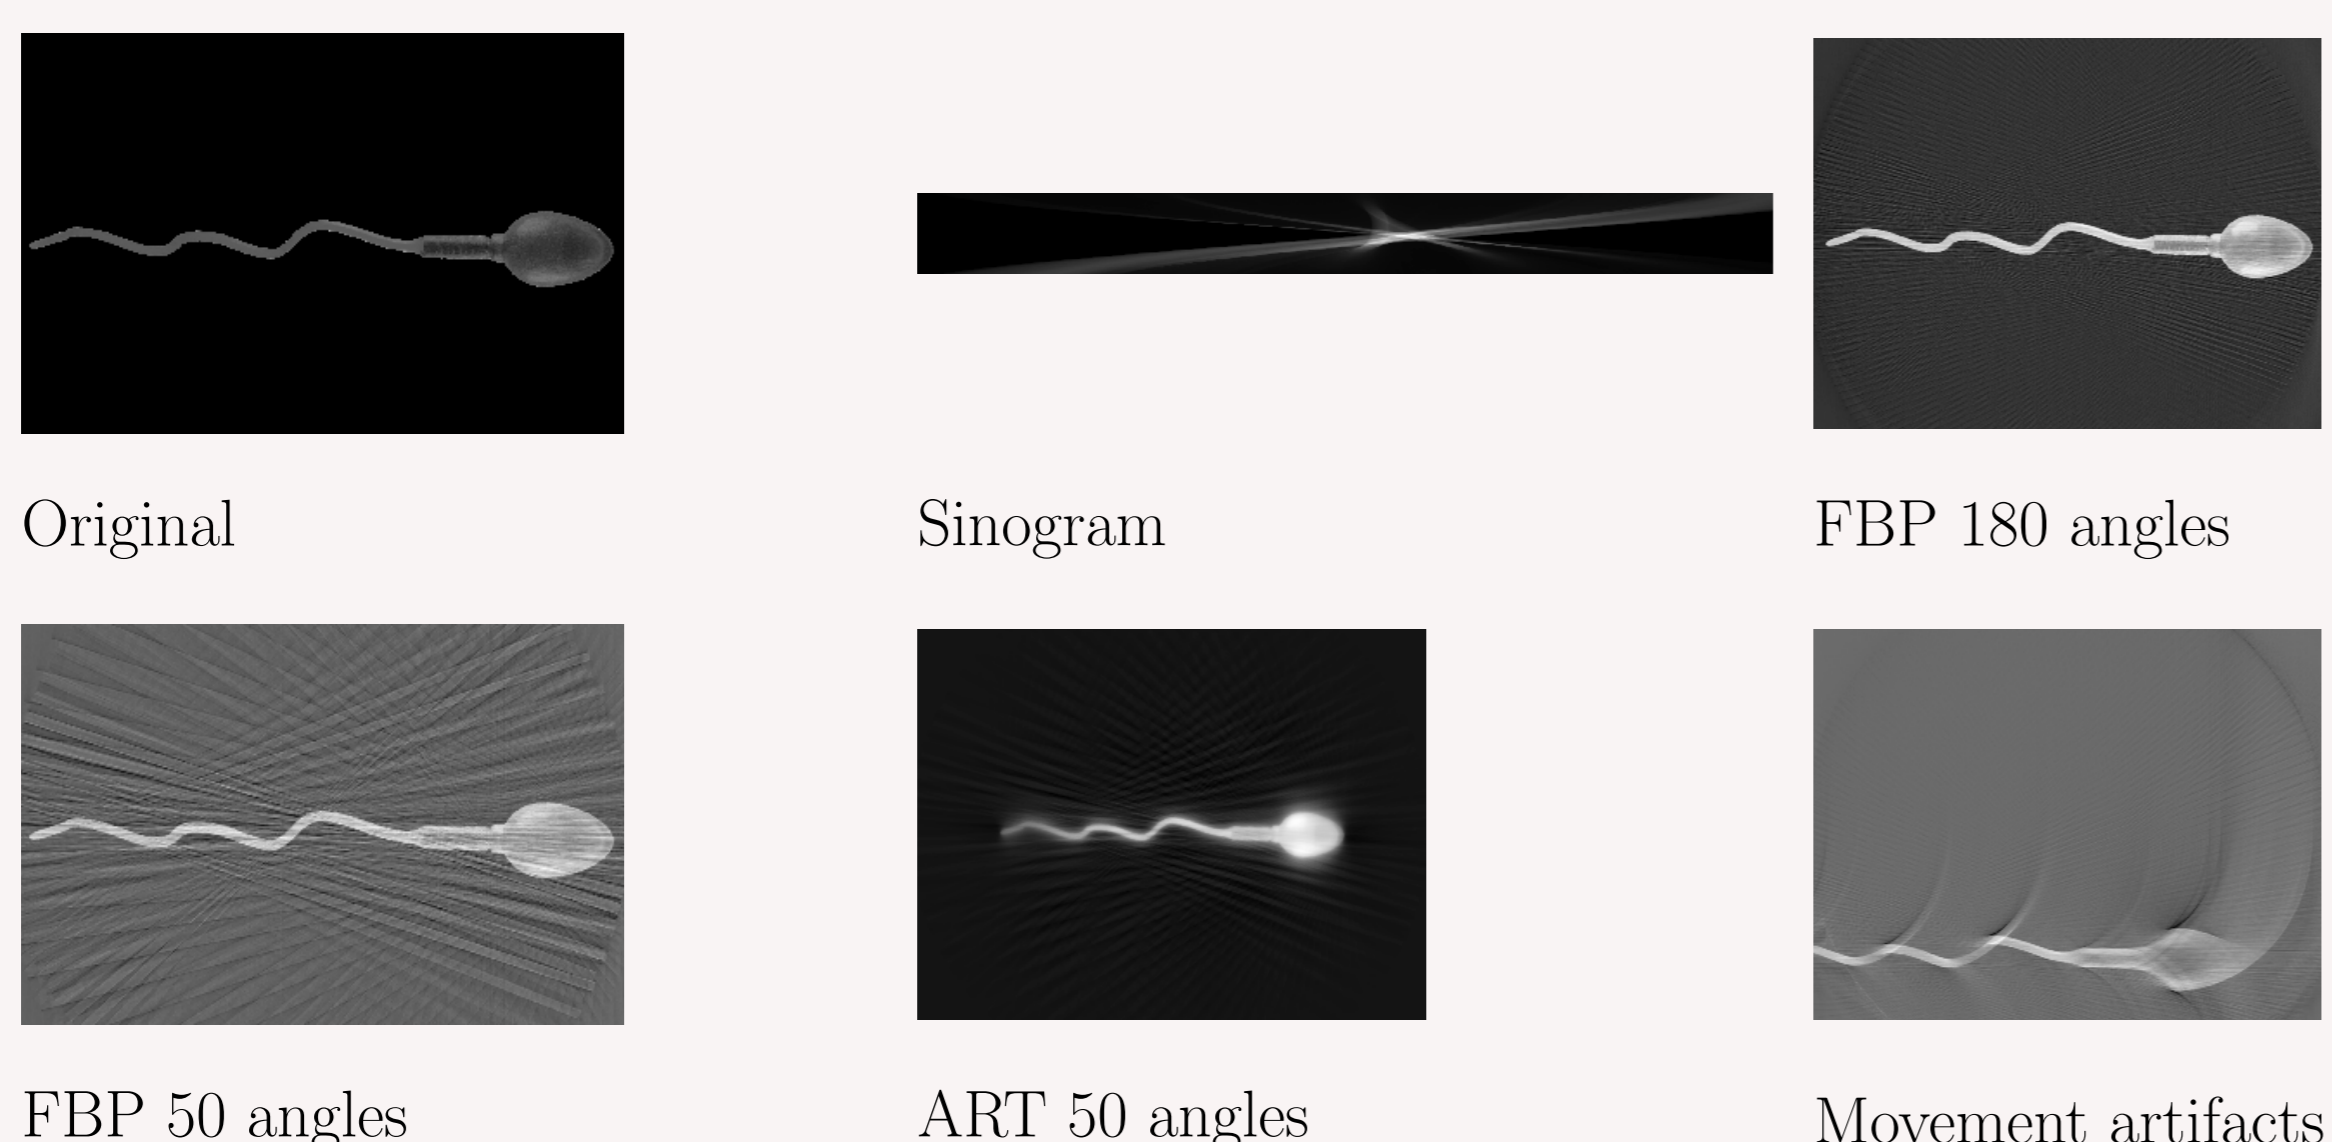 Original
Sinogram
FBP 180 angles
FBP 50 angles
ART 50 angles
Movement artifacts